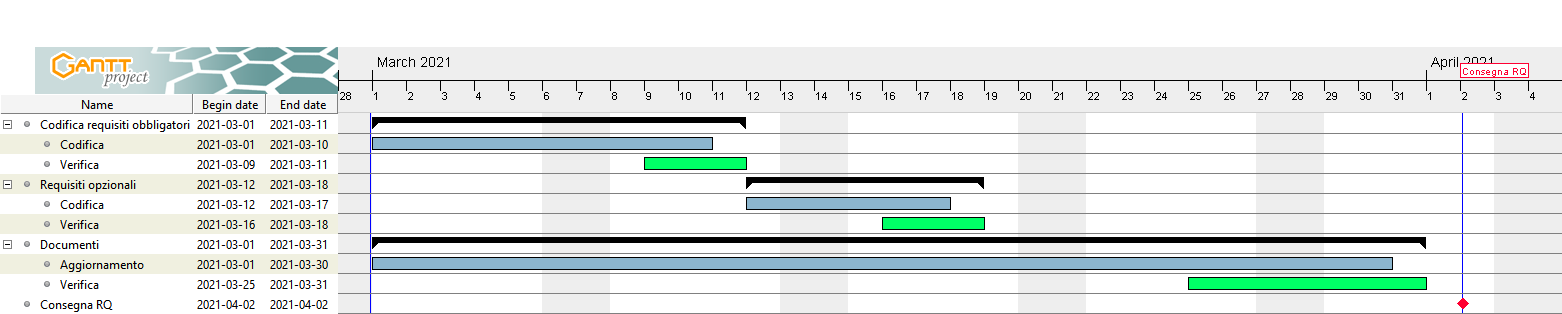 GANTT
project
March 2021
April 2021
Consegna RQ
Name Begin date End date
28 1 2 3 4 5 6 7 8 9 10 11 12 13 14 15 16 17 18 19 20 21 22 23 24 25 26 27 28 29 30 31 1 2 3 4
Codifica requisiti obbligatori 2021-03-01 2021-03-11
Codifica 2021-03-01 2021-03-10
Verifica 2021-03-09 2021-03-11
Requisiti opzionali 2021-03-12 2021-03-18
Codifica 2021-03-12 2021-03-17
Verifica 2021-03-16 2021-03-18
Documenti 2021-03-01 2021-03-31
Aggiornamento 2021-03-01 2021-03-30
Verifica 2021-03-25 2021-03-31
Consegna RQ 2021-04-02 2021-04-02